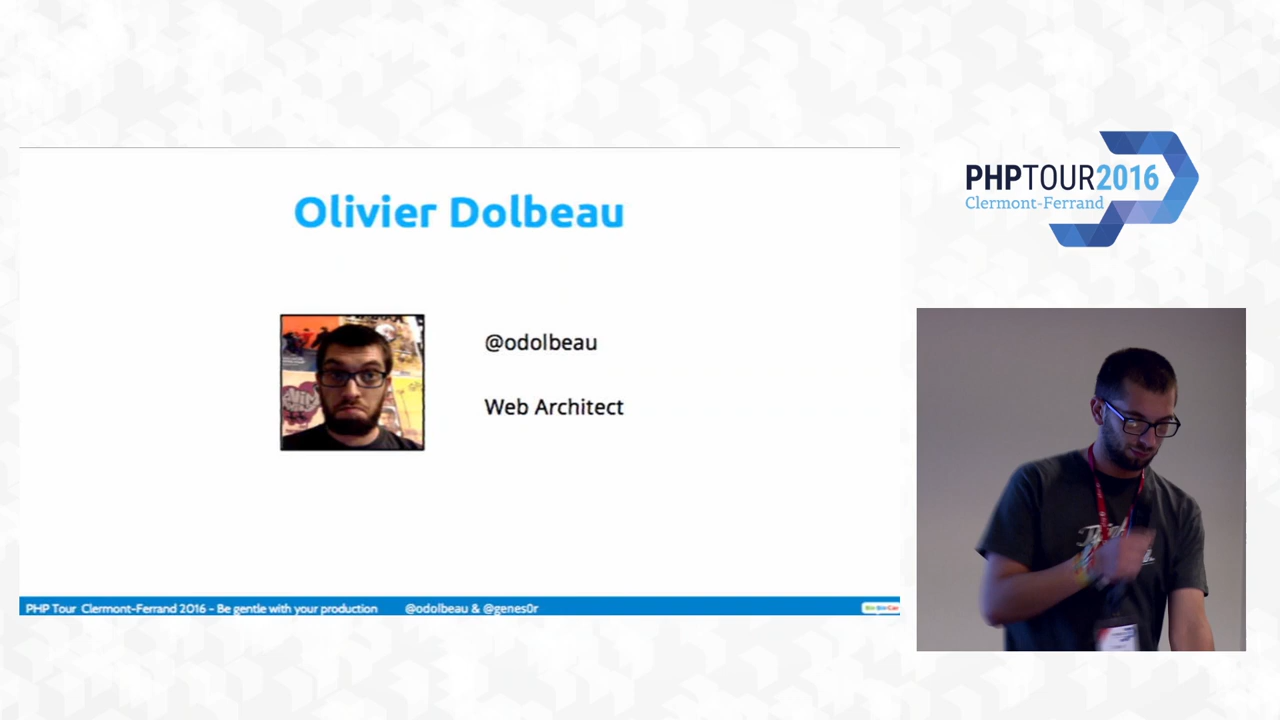 Olivier Dolbeau
@odolbeau
Web Architect
PHP Tour Clermont-Ferrand 2016 – Be gentle with your production
@odolbeau & @genes0r
BlaBlaCar
PHPTOUR2016
Clermont-Ferrand